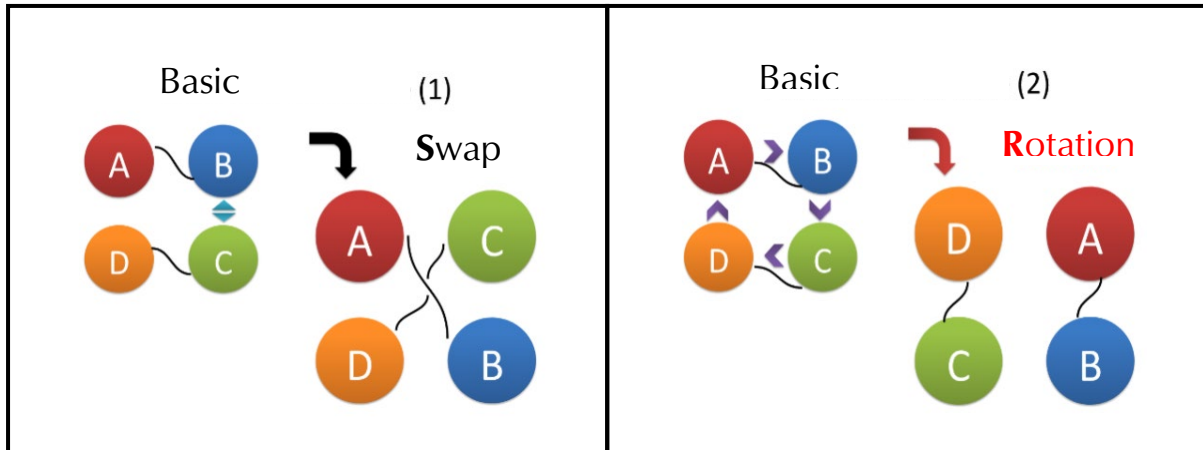 Basic
(1)
Swap
A B
D C
A C
D B
Basic
(2)
Rotation
A B
D C
D A
C B